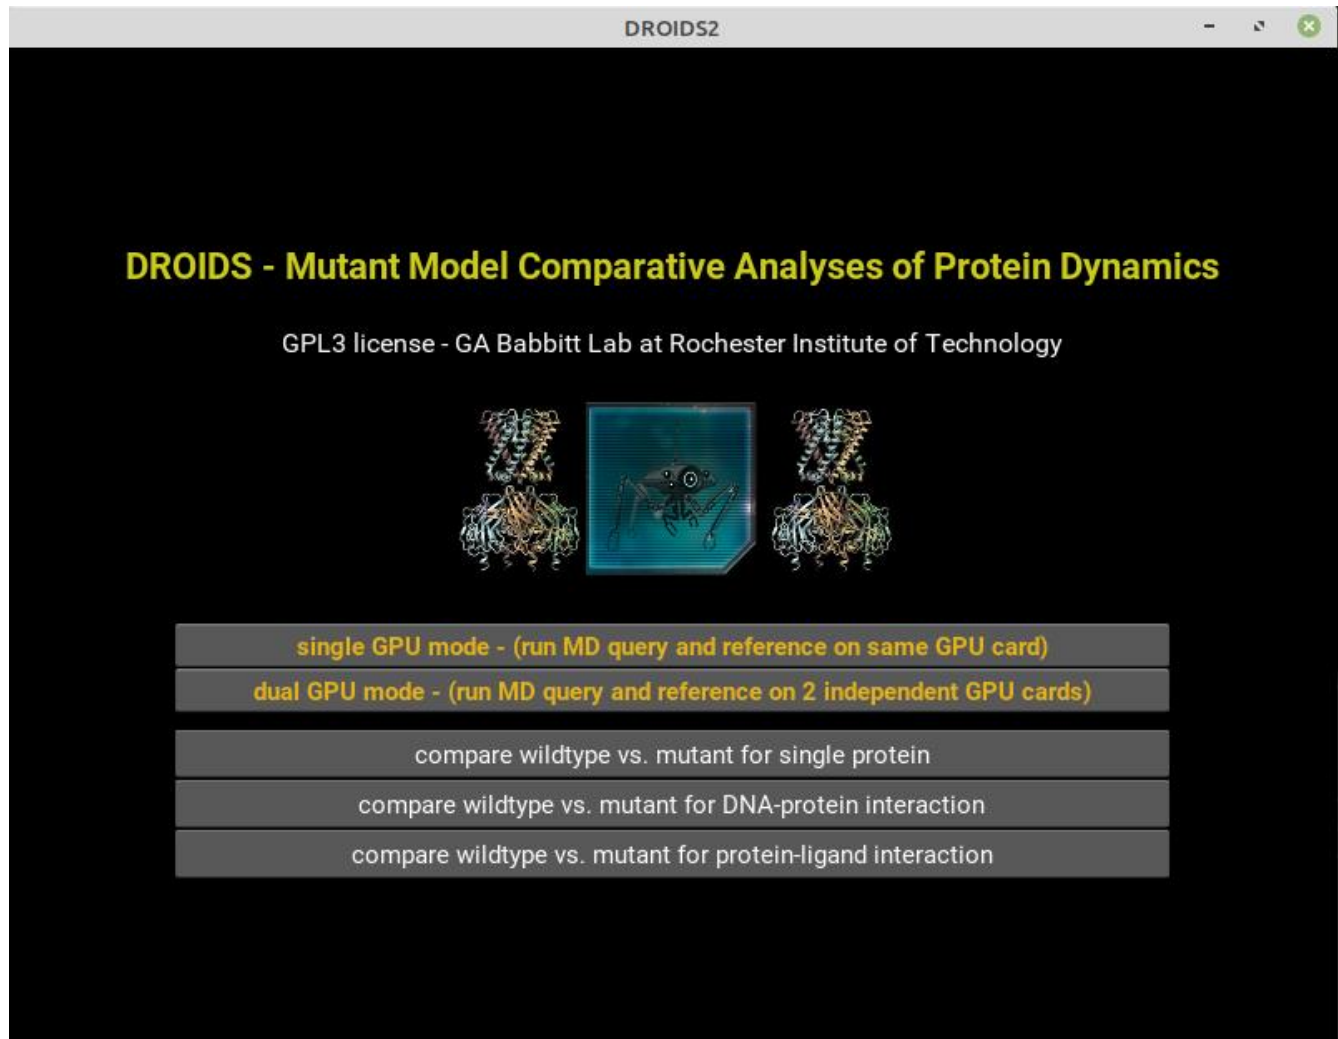 DROIDS2
DROIDS - Mutant Model Comparative Analyses of Protein Dynamics
GPL3 license - GA Babbitt Lab at Rochester Institute of Technology
single GPU mode - (run MD query and reference on same GPU card)
dual GPU mode - (run MD query and reference on 2 independent GPU cards)
compare wildtype vs. mutant for single protein
compare wildtype vs. mutant for DNA-protein interaction
compare wildtype vs. mutant for protein-ligand interaction